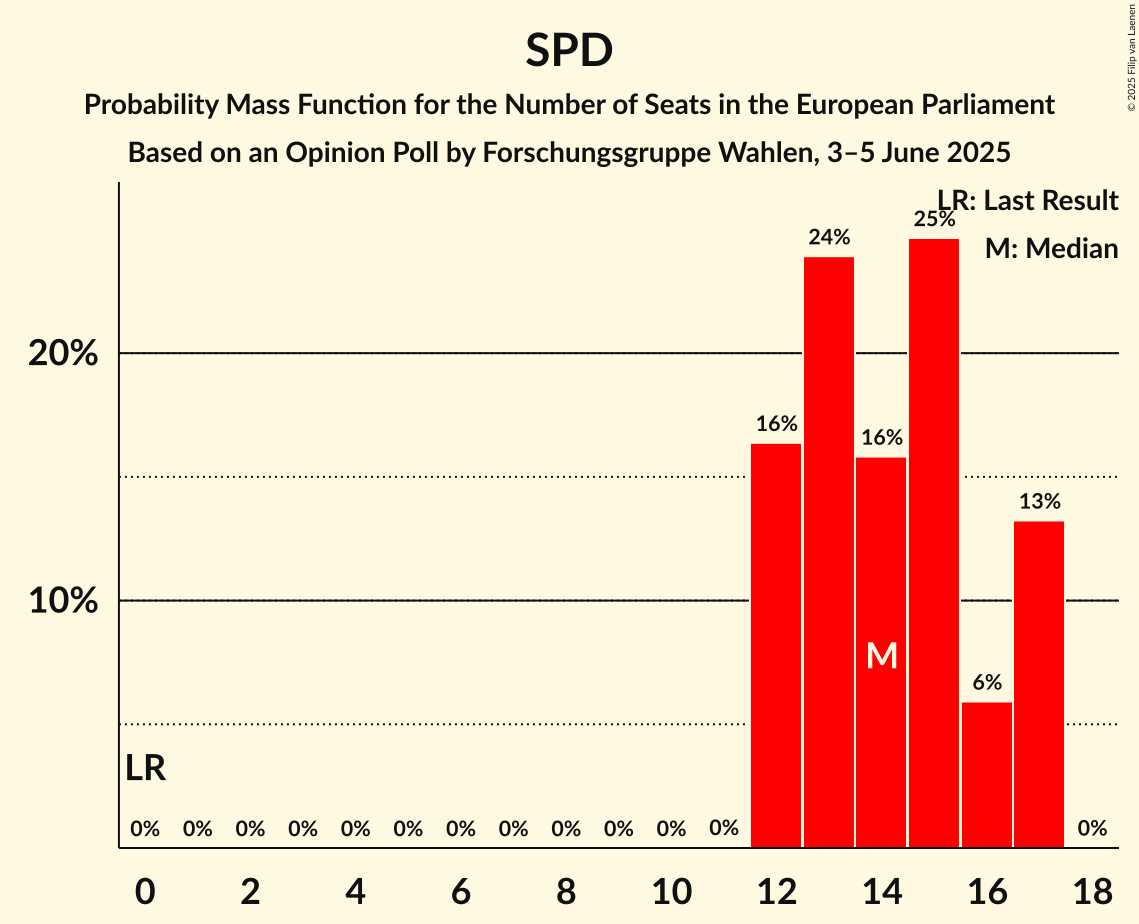 SPD
Probability Mass Function for the Number of Seats in the European Parliament
Based on an Opinion Poll by Forschungsgruppe Wahlen, 3–5 June 2025
© 2025 Filip van Laenen
LR: Last Result
M: Median
20%
10%
0% 0% 0% 0% 0% 0% 0% 0% 0% 0% 0% 0% 16% 24% 16% 25% 6% 13% 0%
LR
M
0 2 4 6 8 10 12 14 16 18